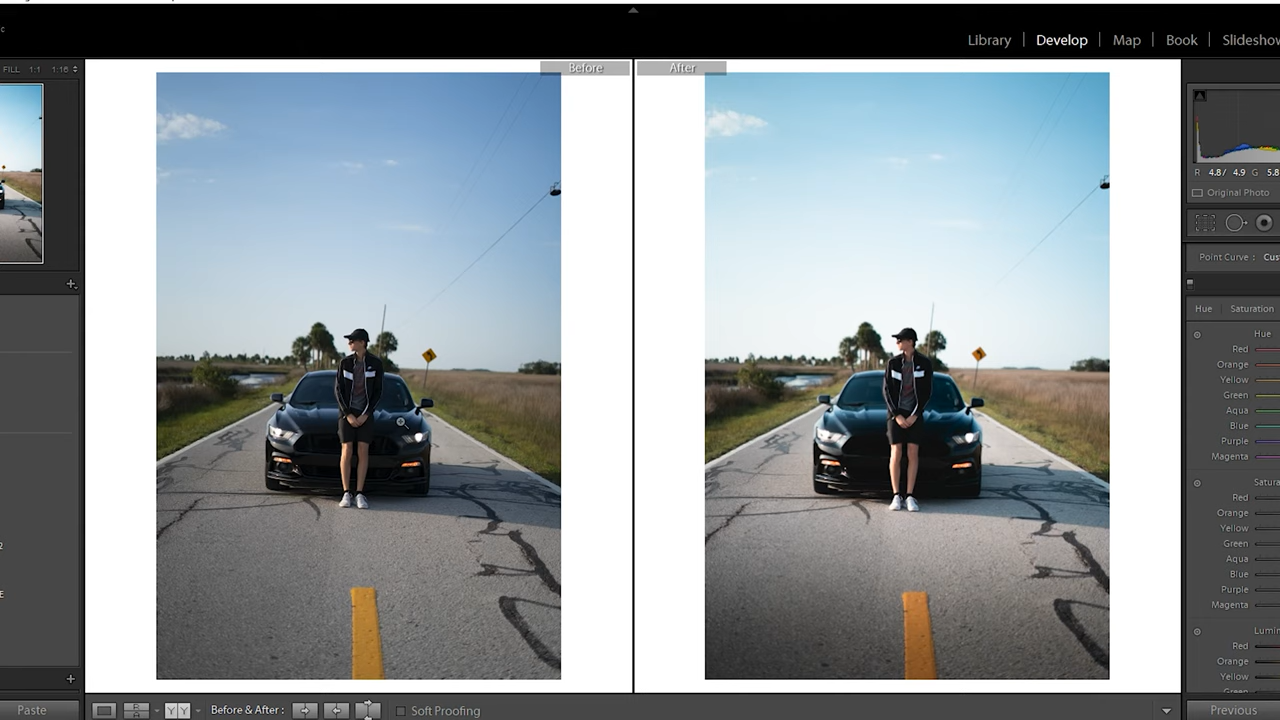 Library | Develop | Map | Book | Slidesho
FILL 1:1 1:16
Before
After
R 4.8 / 4.9 G 5.8
Original Photo
Point Curve : Cus
Hue | Saturation
Hue
Red
Orange
Yellow
Green
Aqua
Blue
Purple
Magenta
Satura
Red
Orange
Yellow
Green
Aqua
Blue
Purple
Magenta
Lumin
Red
Orange
Yellow
Green
Paste
Before & After :
Soft Proofing
Previous